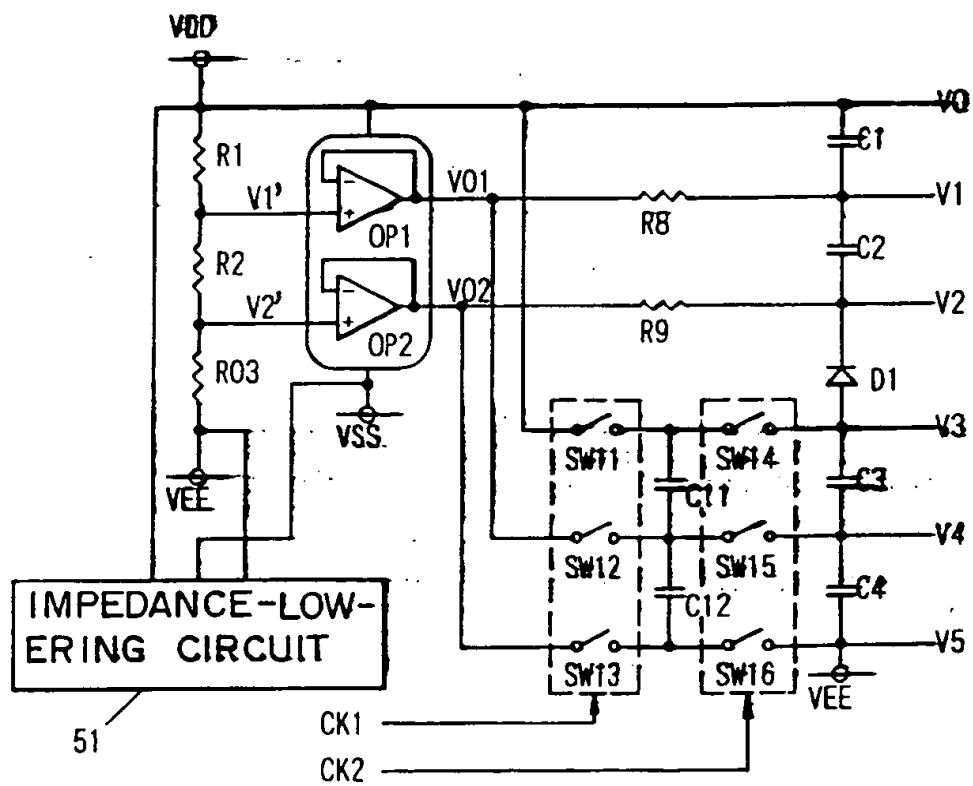 VDD
V0
C1
R1
V1'
V01
V1
OP1
R8
C2
R2
V2'
V02
V2
OP2
R9
R03
D1
VSS
V3
SW11
SW14
VEE
C11
C3
V4
SW12
SW15
IMPEDANCE-LOW-
ERING CIRCUIT
C12
C4
V5
SW13
SW16
VEE
51
CK1
CK2